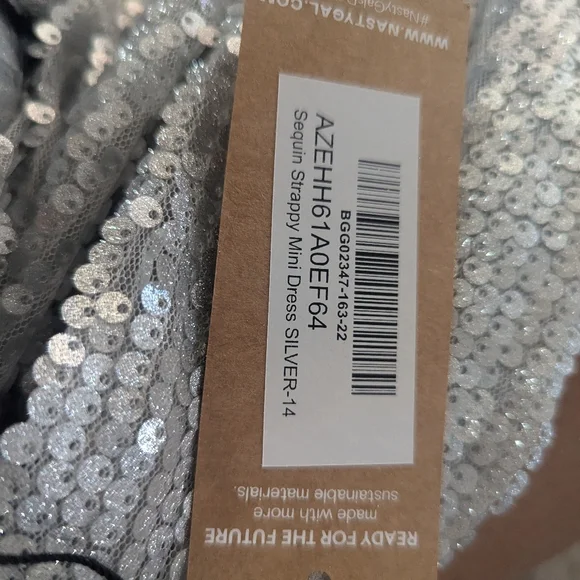 WWW.NASTYGAL.CO
BGG02347-163-22
AZEHH61A0EF64
Sequin Strappy Mini Dress SILVER-14
READY FOR THE FUTURE
made with more
sustainable materials.